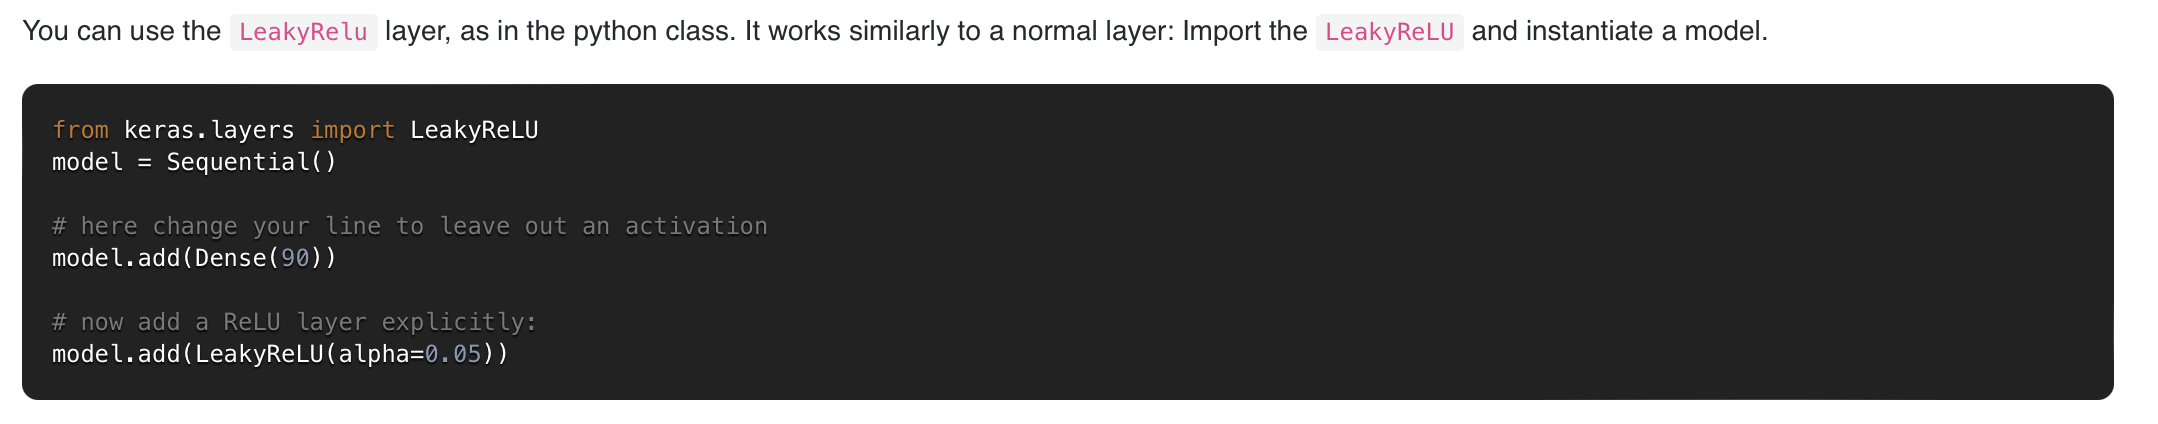 You can use the LeakyRelu layer, as in the python class. It works similarly to a normal layer: Import the LeakyReLU and instantiate a model.
from keras.layers import LeakyReLU
model = Sequential()
# here change your line to leave out an activation
model.add(Dense(90))
# now add a ReLU layer explicitly:
model.add(LeakyReLU(alpha=0.05))